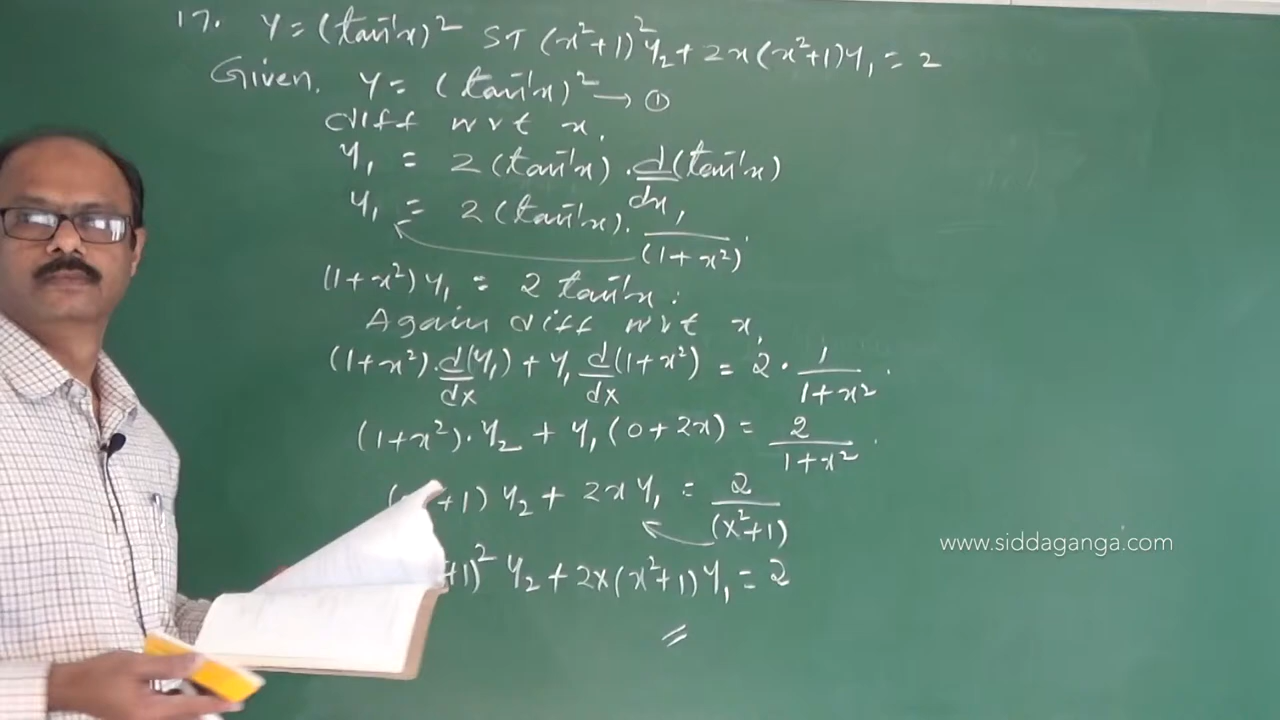 17. Y = (tan⁻¹x)² ST (x²+1)²Y₂ + 2x(x²+1)Y₁ = 2
Given, Y = (tan⁻¹x)² → ①
diff wrt x,
Y₁ = 2(tan⁻¹x) · d/dx (tan⁻¹x)
Y₁ = 2(tan⁻¹x) · 1/(1+x²)
(1+x²)Y₁ = 2 tan⁻¹x.
Again diff wrt x,
(1+x²) · d/dx (Y₁) + Y₁ d/dx (1+x²) = 2 · 1/1+x²
(1+x²) · Y₂ + Y₁(0+2x) = 2/1+x²
+1) Y₂ + 2xY₁ = 2/(x²+1)
+1)² Y₂ + 2x(x²+1)Y₁ = 2
www.siddaganga.com